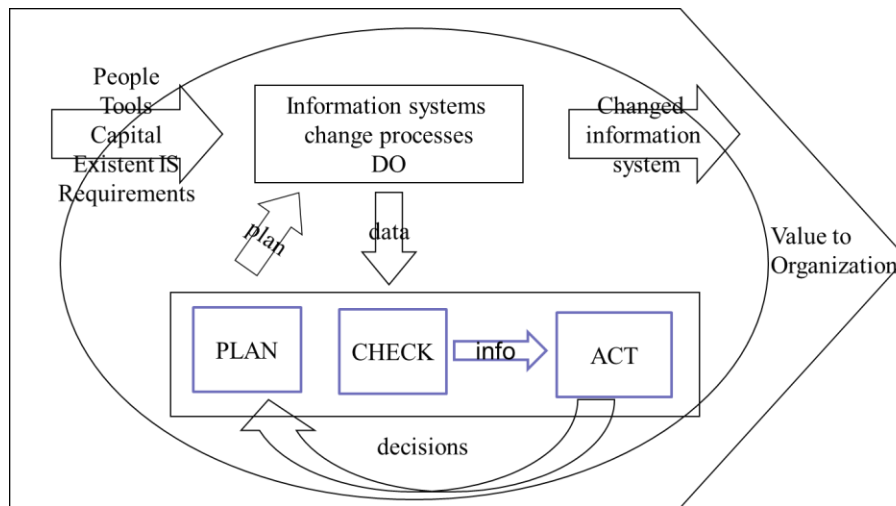 People
Tools
Capital
Existent IS
Requirements
Information systems
change processes
DO
Changed
information
system
plan
data
Value to
Organization
PLAN
CHECK
info
ACT
decisions